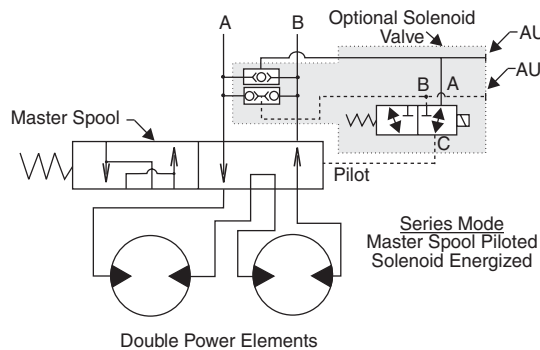 A
B
Optional Solenoid
Valve
AU
AU
B
A
Master Spool
C
Pilot
Series Mode
Master Spool Piloted
Solenoid Energized
Double Power Elements